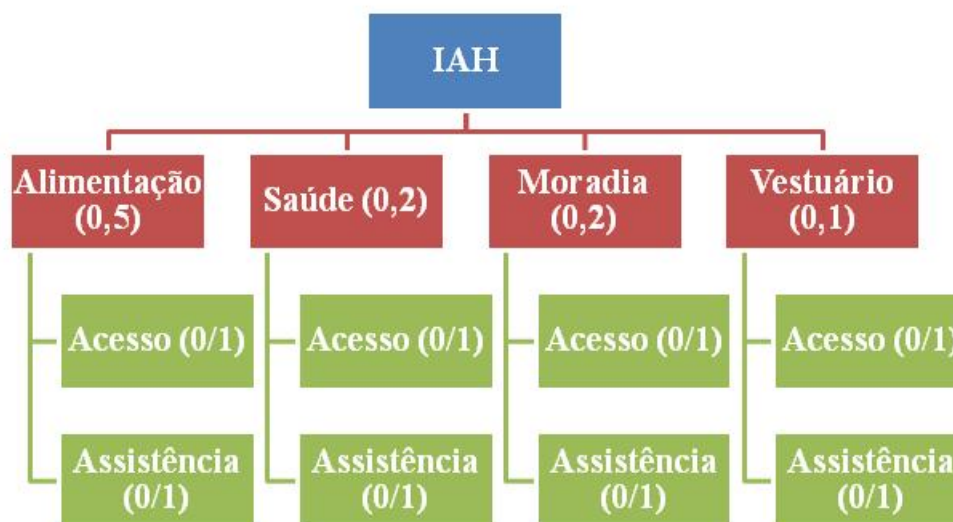 IAH
Alimentação
(0,5)
Saúde (0,2)
Moradia
(0,2)
Vestuário
(0,1)
Acesso (0/1)
Acesso (0/1)
Acesso (0/1)
Acesso (0/1)
Assistência
(0/1)
Assistência
(0/1)
Assistência
(0/1)
Assistência
(0/1)